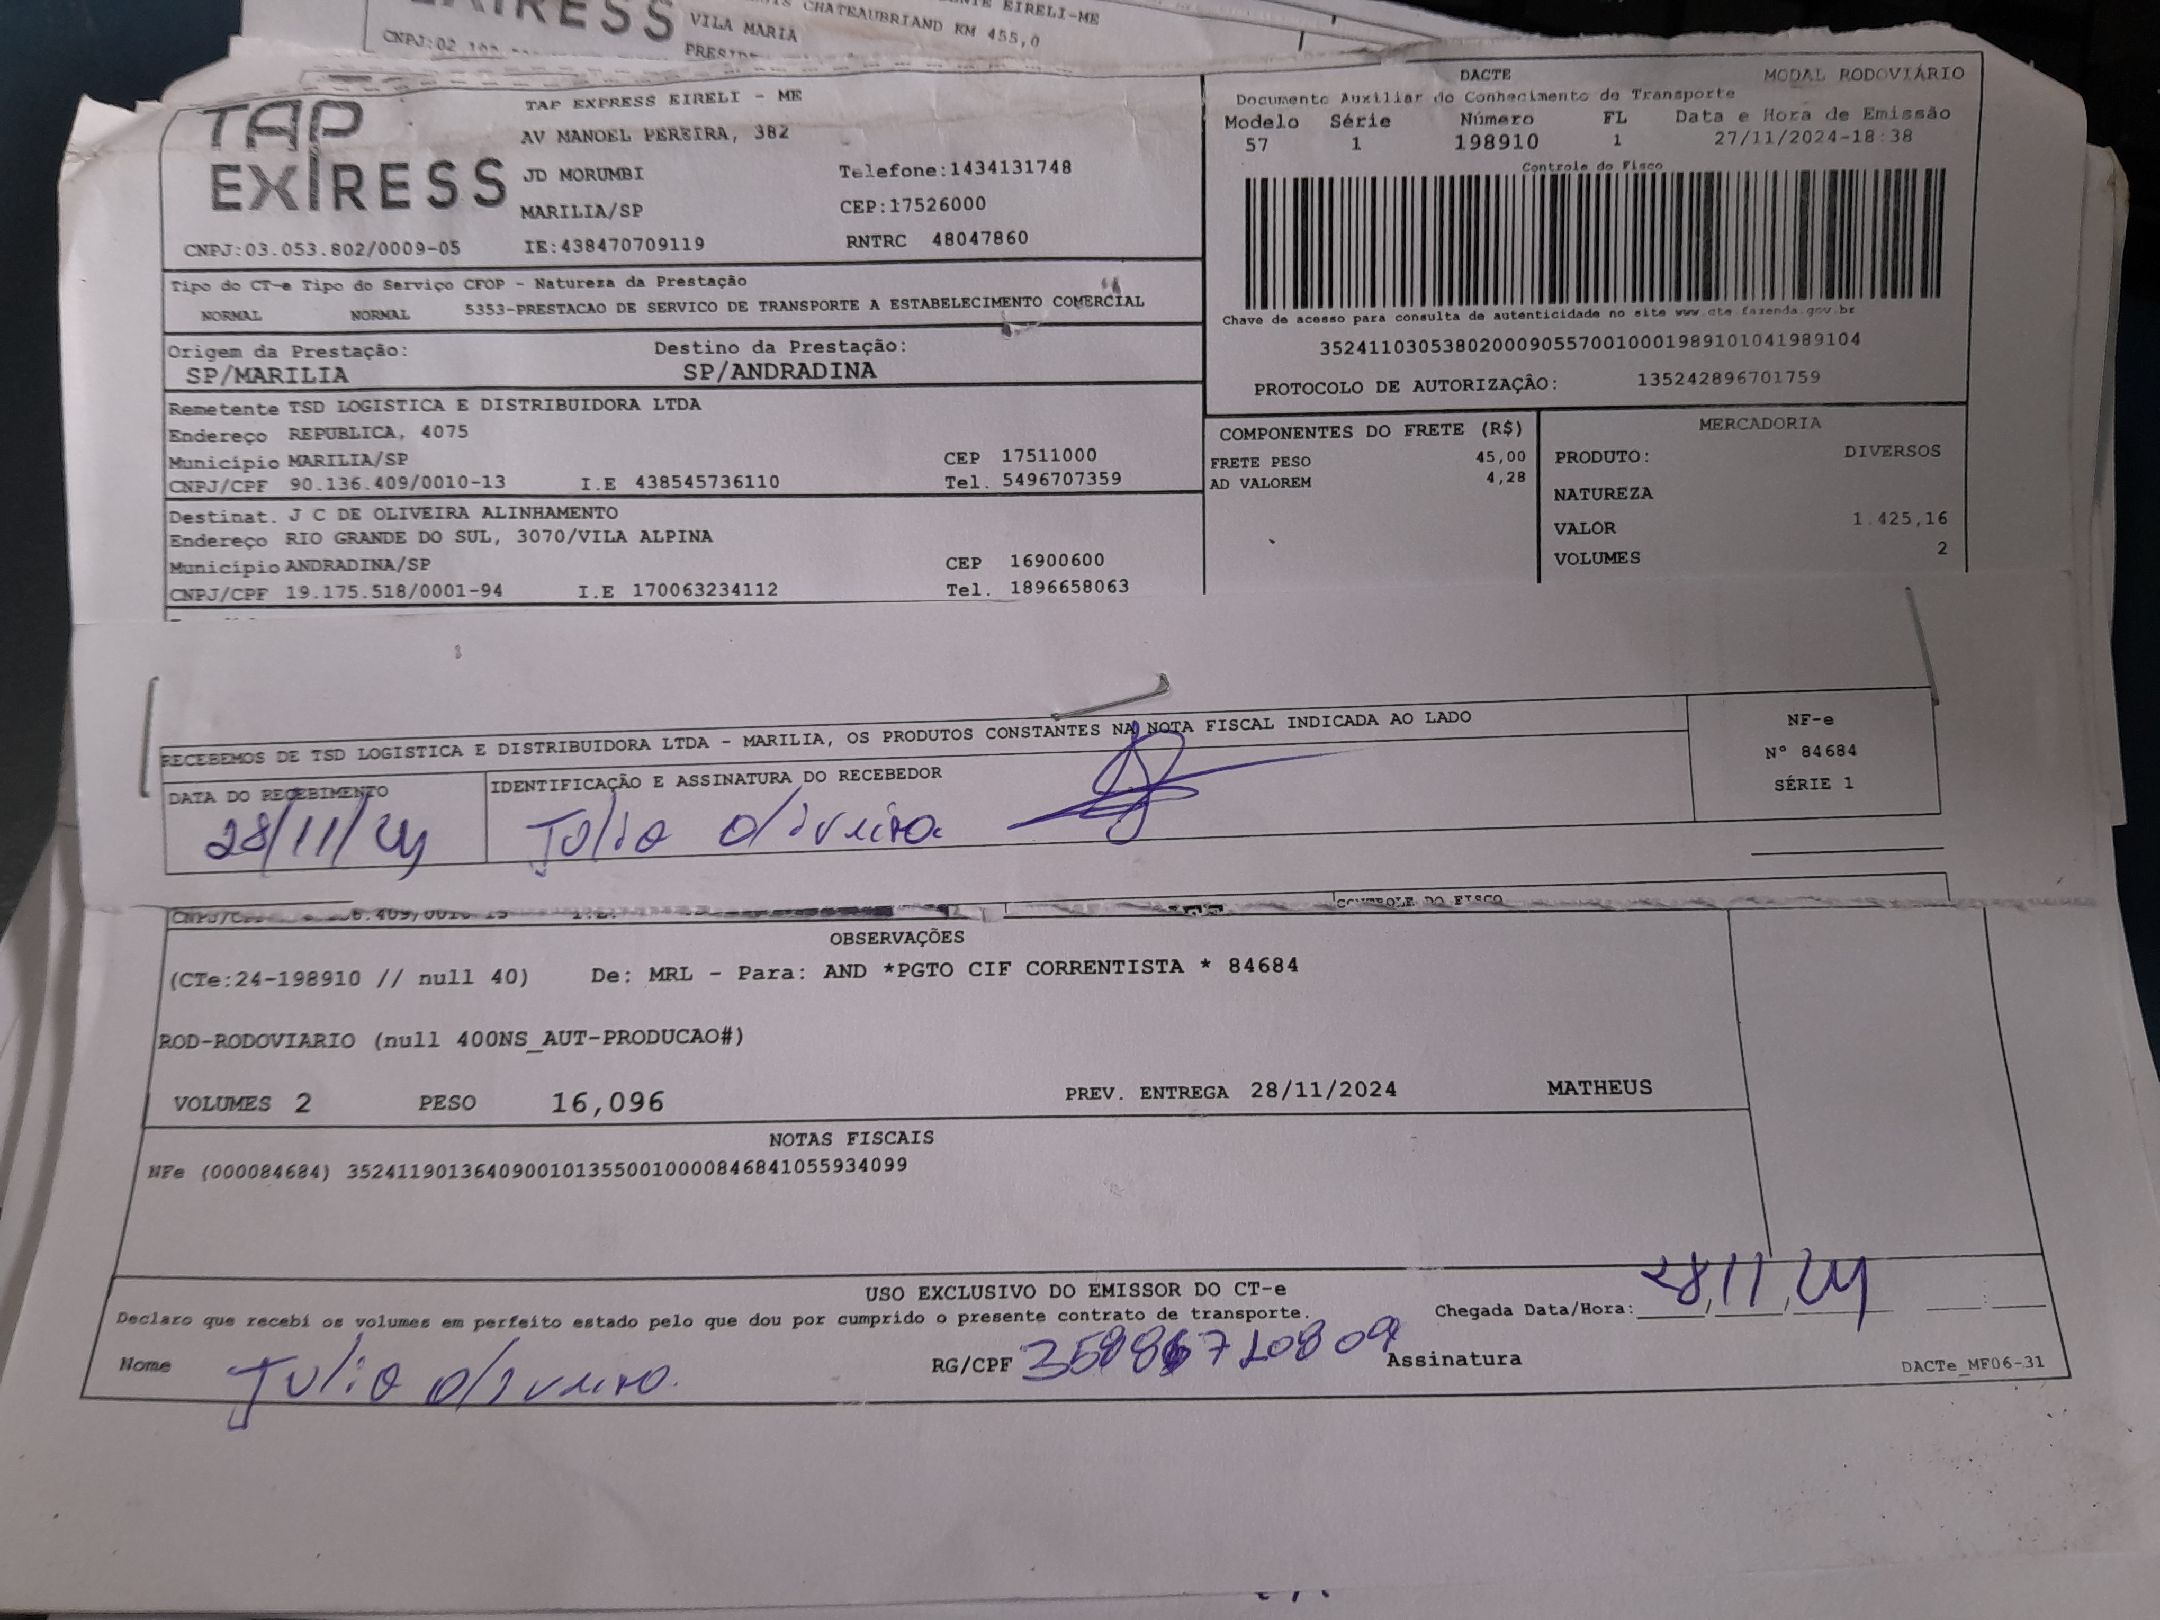 CHATEAUBRIAND KM 455,0
EIRELI-ME
VILA MARIA
CNPJ:02
TAP EXPRESS
TAP EXPRESS EIRELI - ME
AV MANOEL PEREIRA, 382
JD MORUMBI Telefone:1434131748
MARILIA/SP CEP:17526000
CNPJ:03.053.802/0009-05 IE:438470709119 RNTRC 48047860
DACTE MODAL RODOVIÁRIO
Documento Auxiliar do Conhecimento de Transporte
Modelo Série Número FL Data e Hora de Emissão
57 1 198910 1 27/11/2024-18:38
Controle do Fisco
Chave de acesso para consulta de autenticidade no site www.cte.fazenda.gov.br
35241103053802000905570010001989101041989104
PROTOCOLO DE AUTORIZAÇÃO: 135242896701759
Tipo do CT-e Tipo do Serviço CFOP - Natureza da Prestação
NORMAL NORMAL 5353-PRESTACAO DE SERVICO DE TRANSPORTE A ESTABELECIMENTO COMERCIAL
Origem da Prestação: Destino da Prestação:
SP/MARILIA SP/ANDRADINA
Remetente TSD LOGISTICA E DISTRIBUIDORA LTDA
Endereço REPUBLICA, 4075
Município MARILIA/SP CEP 17511000
CNPJ/CPF 90.136.409/0010-13 I.E 438545736110 Tel. 5496707359
Destinat. J C DE OLIVEIRA ALINHAMENTO
Endereço RIO GRANDE DO SUL, 3070/VILA ALPINA
Município ANDRADINA/SP CEP 16900600
CNPJ/CPF 19.175.518/0001-94 I.E 170063234112 Tel. 1896658063
COMPONENTES DO FRETE (R$)
FRETE PESO 45,00
AD VALOREM 4,28
MERCADORIA
PRODUTO: DIVERSOS
NATUREZA
VALOR 1.425,16
VOLUMES 2
RECEBEMOS DE TSD LOGISTICA E DISTRIBUIDORA LTDA - MARILIA, OS PRODUTOS CONSTANTES NA NOTA FISCAL INDICADA AO LADO
DATA DO RECEBIMENTO IDENTIFICAÇÃO E ASSINATURA DO RECEBEDOR
28/11/24 Julio Oliveira
NF-e
Nº 84684
SÉRIE 1
CONTROLE DO FISCO
OBSERVAÇÕES
(CTe:24-198910 // null 40) De: MRL - Para: AND *PGTO CIF CORRENTISTA * 84684
ROD-RODOVIARIO (null 400NS_AUT-PRODUCAO#)
VOLUMES 2 PESO 16,096 PREV. ENTREGA 28/11/2024 MATHEUS
NOTAS FISCAIS
NFe (000084684) 35241190136409001013550010000846841055934099
USO EXCLUSIVO DO EMISSOR DO CT-e
Declaro que recebi os volumes em perfeito estado pelo que dou por cumprido o presente contrato de transporte. Chegada Data/Hora: 28/11/24
Nome Julio Oliveira RG/CPF Assinatura DACTe_MF06-31